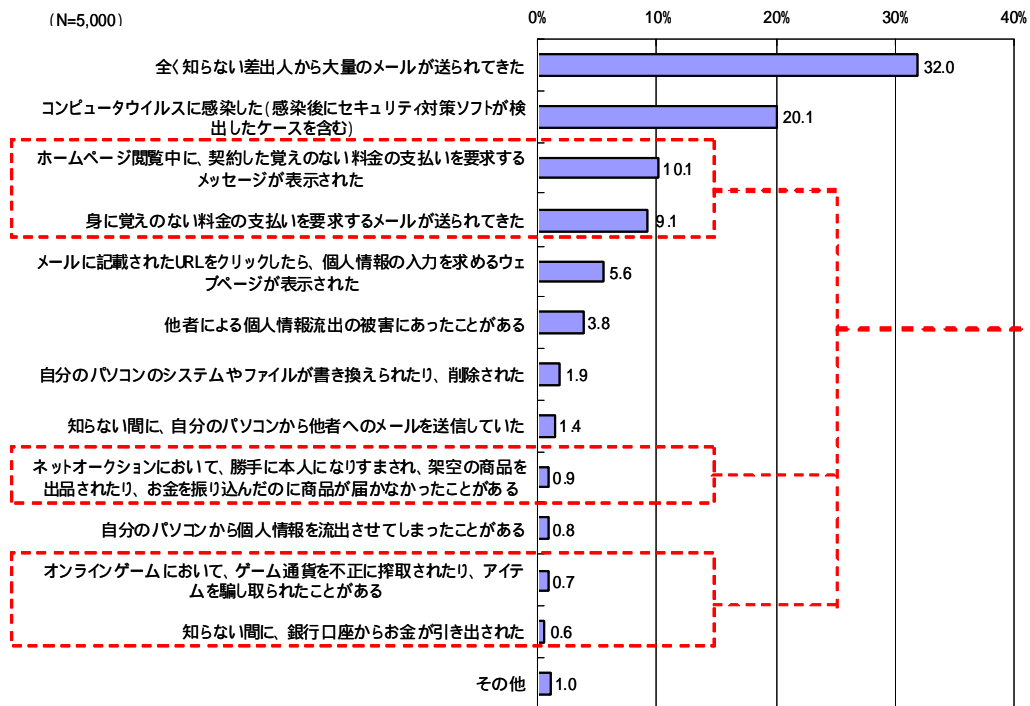 (N=5,000)
0% 10% 20% 30% 40%
全く知らない差出人から大量のメールが送られてきた
32.0
コンピュータウイルスに感染した(感染後にセキュリティ対策ソフトが検
出したケースを含む)
20.1
ホームページ閲覧中に、契約した覚えのない料金の支払いを要求する
メッセージが表示された
10.1
身に覚えのない料金の支払いを要求するメールが送られてきた
9.1
メールに記載されたURLをクリックしたら、個人情報の入力を求めるウェ
ブページが表示された
5.6
他者による個人情報流出の被害にあったことがある
3.8
自分のパソコンのシステムやファイルが書き換えられたり、削除された
1.9
知らない間に、自分のパソコンから他者へのメールを送信していた
1.4
ネットオークションにおいて、勝手に本人になりすまされ、架空の商品を
出品されたり、お金を振り込んだのに商品が届かなかったことがある
0.9
自分のパソコンから個人情報を流出させてしまったことがある
0.8
オンラインゲームにおいて、ゲーム通貨を不正に搾取されたり、アイテ
ムを騙し取られたことがある
0.7
知らない間に、銀行口座からお金が引き出された
0.6
その他
1.0